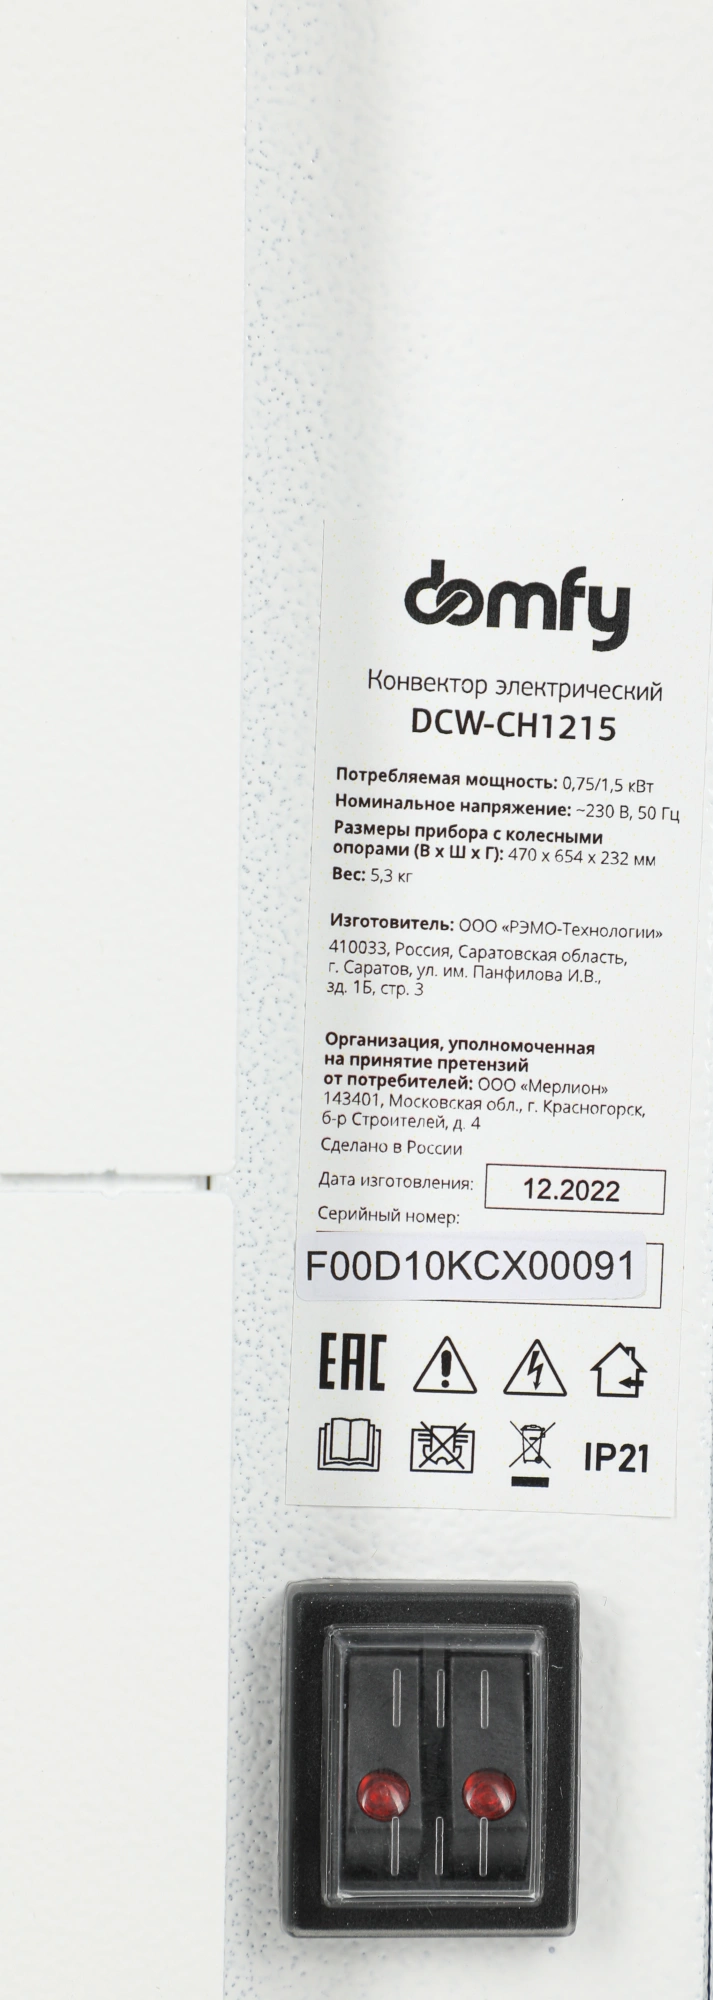 domfy
Конвектор электрический
DCW-CH1215
Потребляемая мощность: 0,75/1,5 кВт
Номинальное напряжение: ~230 В, 50 Гц
Размеры прибора с колесными
опорами (В x Ш x Г): 470 x 654 x 232 мм
Вес: 5,3 кг
Изготовитель: ООО «РЭМО-Технологии»
410033, Россия, Саратовская область,
г. Саратов, ул. им. Панфилова И.В.,
зд. 1Б, стр. 3
Организация, уполномоченная
на принятие претензий
от потребителей: ООО «Мерлион»
143401, Московская обл., г. Красногорск,
б-р Строителей, д. 4
Сделано в России
Дата изготовления: 12.2022
Серийный номер:
F00D10KCX00091
EAC
IP21